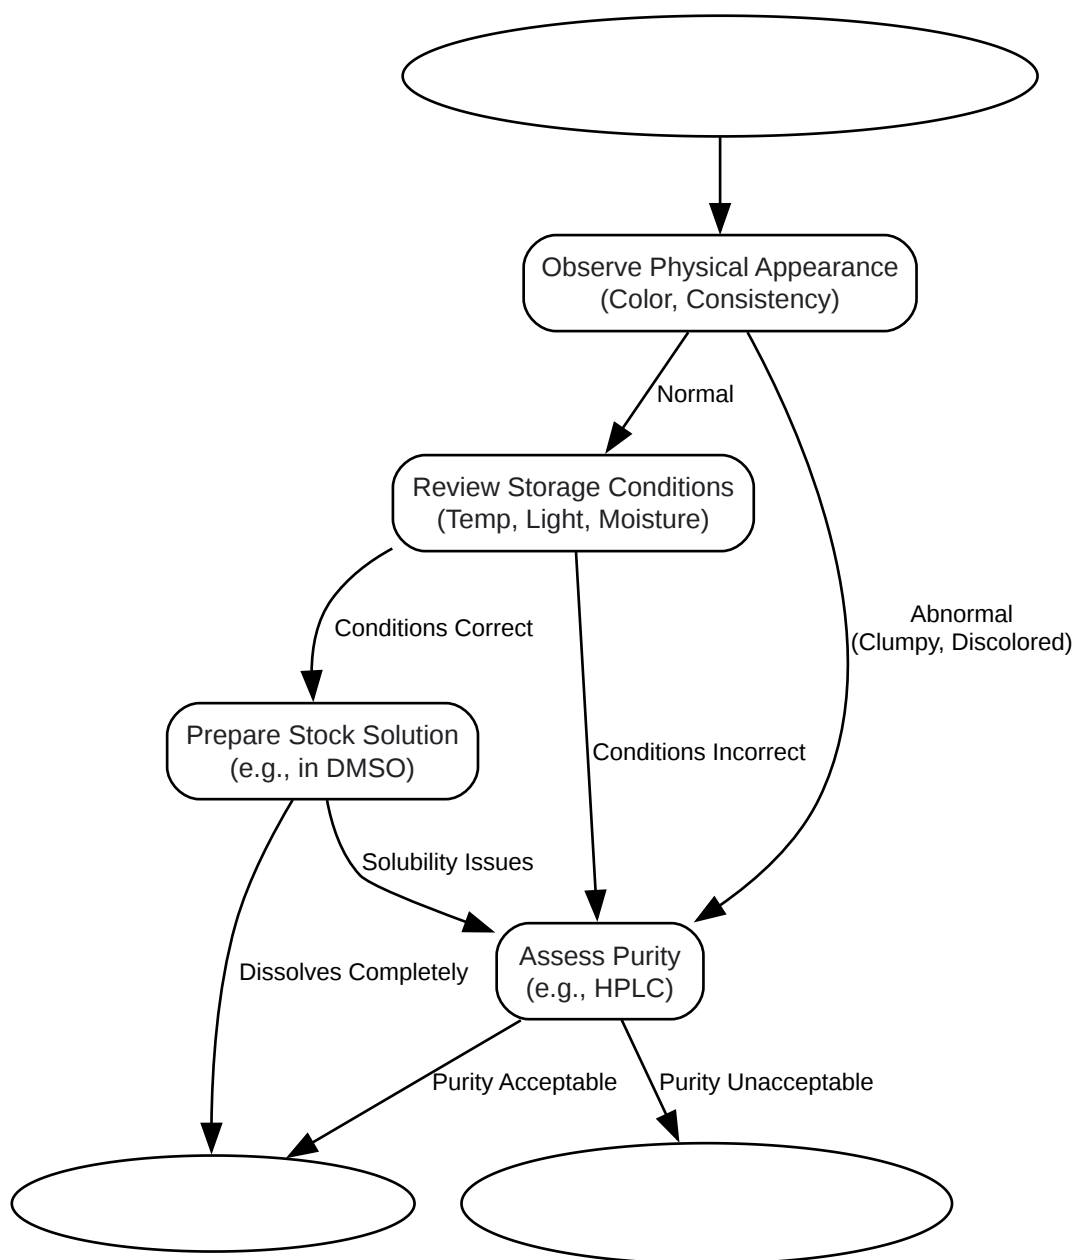 Observe Physical Appearance
(Color, Consistency)
Normal
Review Storage Conditions
(Temp, Light, Moisture)
Abnormal
(Clumpy, Discolored)
Conditions Correct
Prepare Stock Solution
(e.g., in DMSO)
Conditions Incorrect
Solubility Issues
Dissolves Completely
Assess Purity
(e.g., HPLC)
Purity Acceptable
Purity Unacceptable